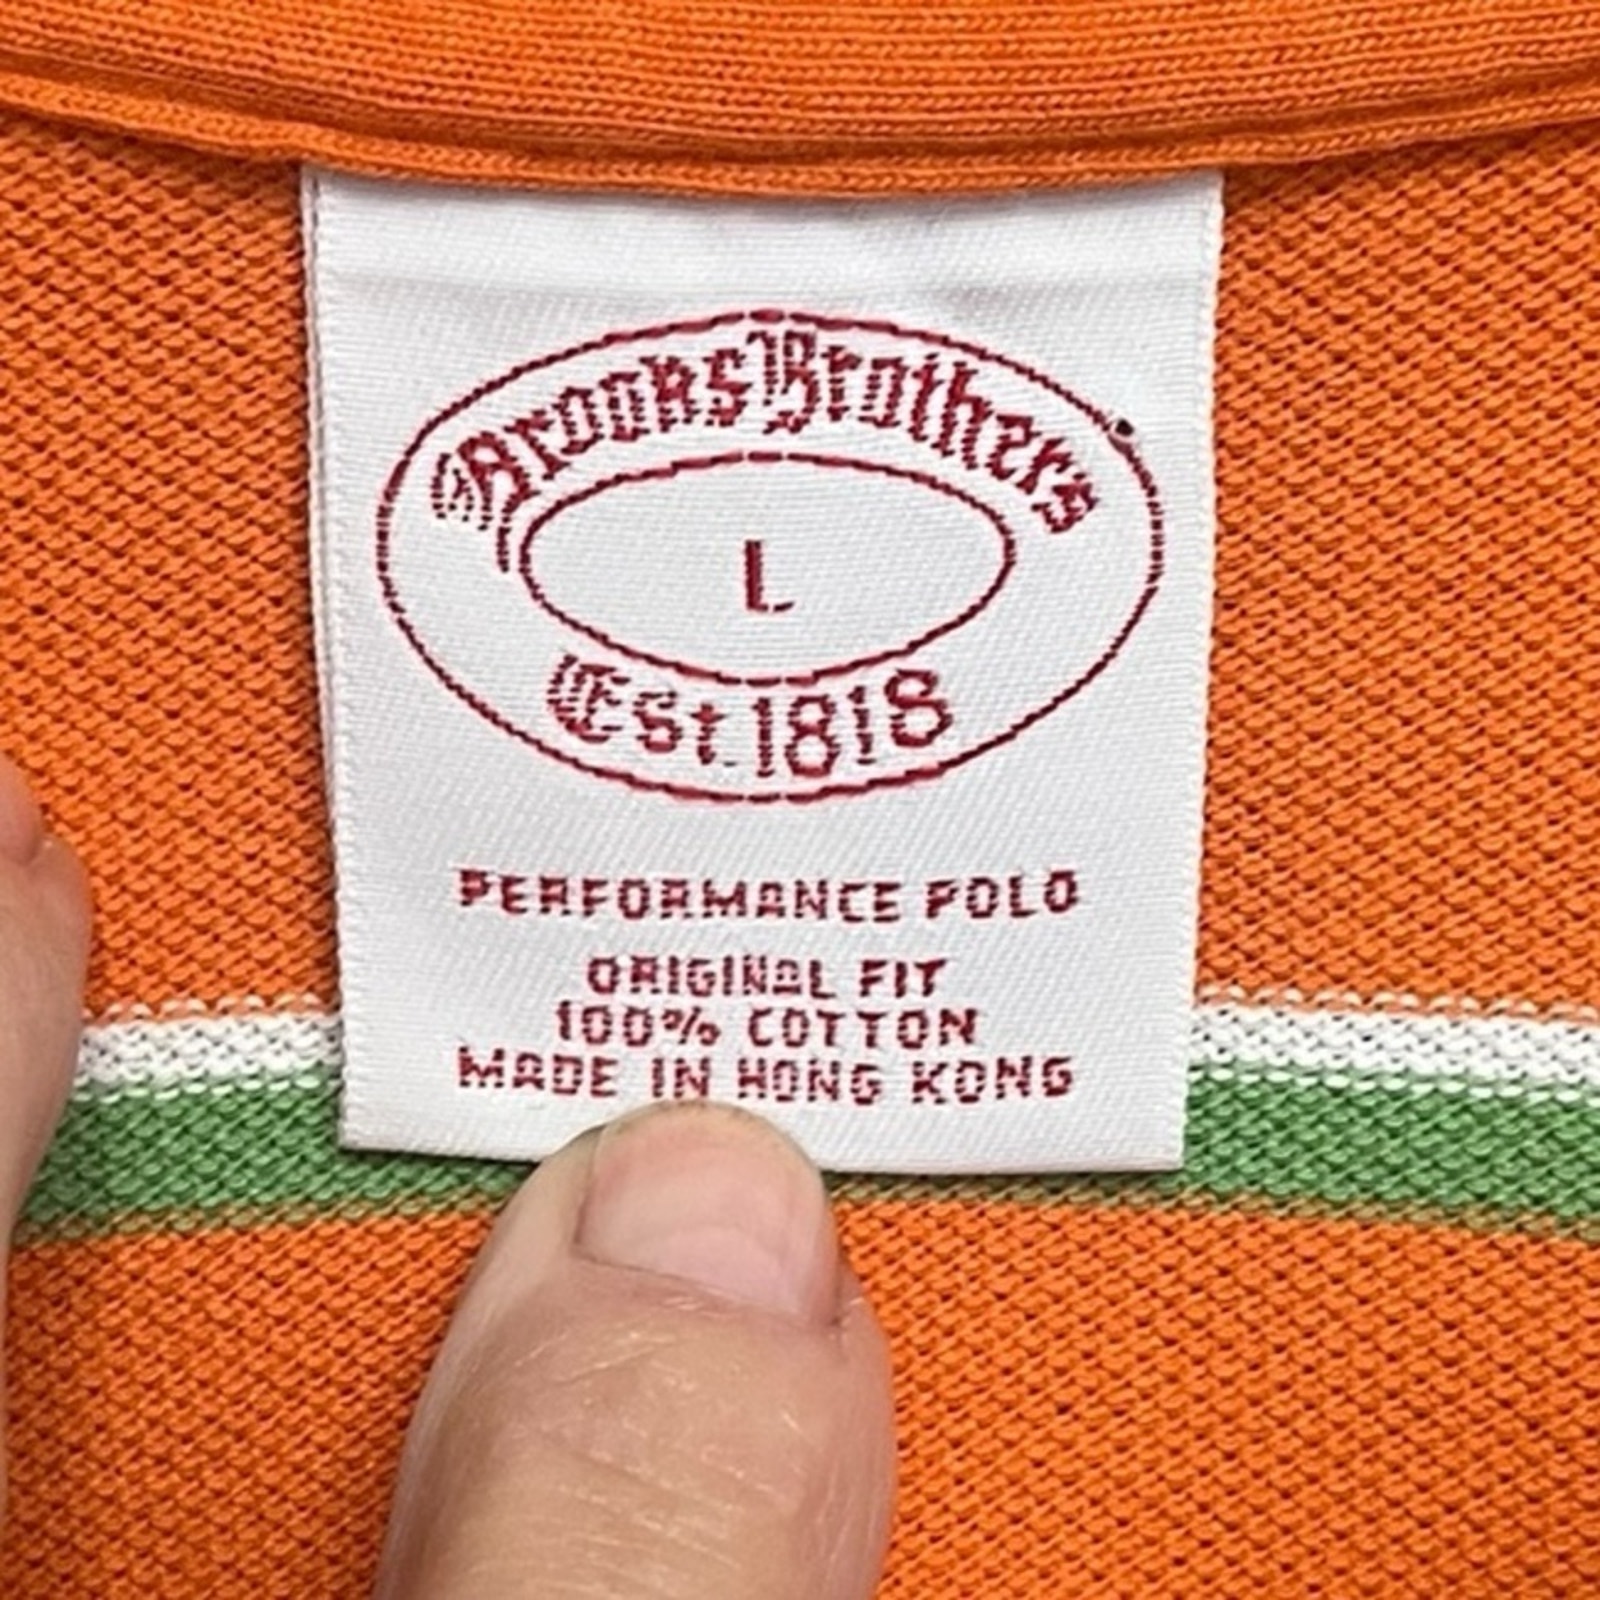 Brooks Brothers
L
Est. 1818
PERFORMANCE POLO
ORIGINAL FIT
100% COTTON
MADE IN HONG KONG